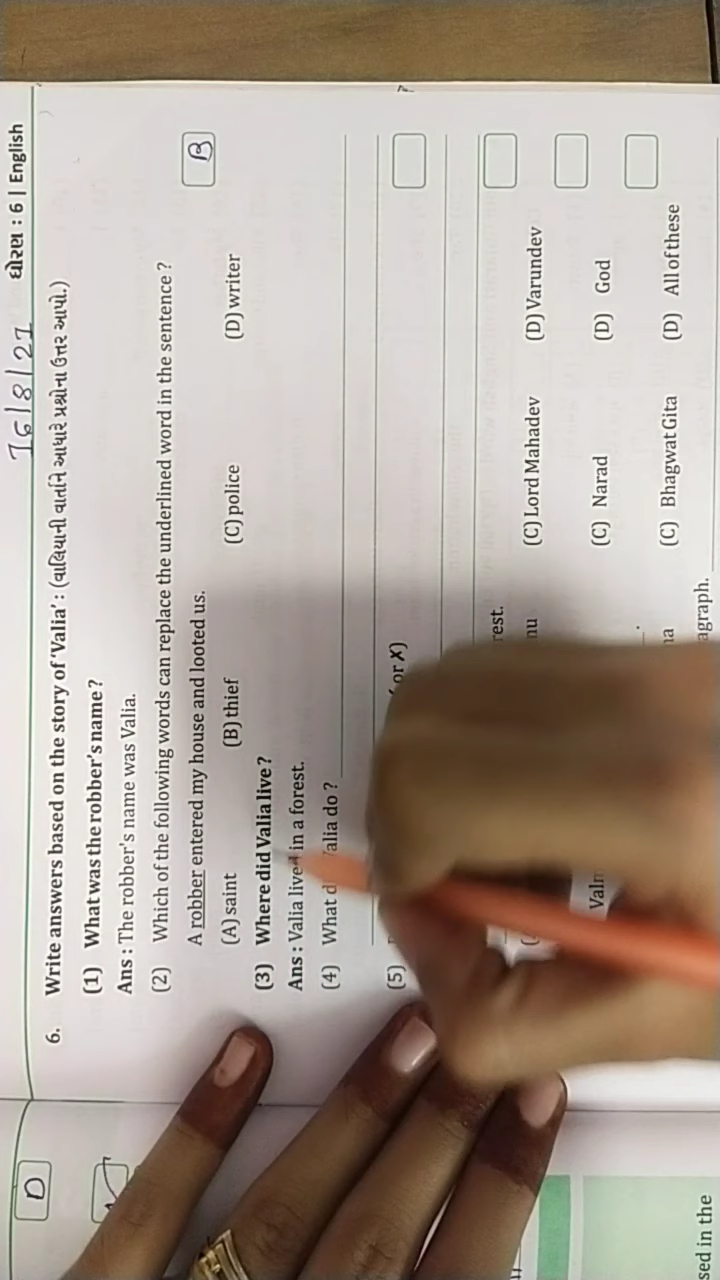 16/8/21 ધોરણ : 6 | English
6. Write answers based on the story of 'Valia' : (વાલિયાની વાર્તાને આધારે પ્રશ્નોના ઉત્તર આપો.)
(1) What was the robber's name?
Ans : The robber's name was Valia.
(2) Which of the following words can replace the underlined word in the sentence ?
A robber entered my house and looted us. B
(A) saint (B) thief (C) police (D) writer
(3) Where did Valia live?
Ans : Valia lived in a forest.
(4) What d alia do ?
(5) or X)
rest.
nu (C) Lord Mahadev (D) Varundev
Valm (C) Narad (D) God
na (C) Bhagwat Gita (D) All of these
agraph.
D
sed in the